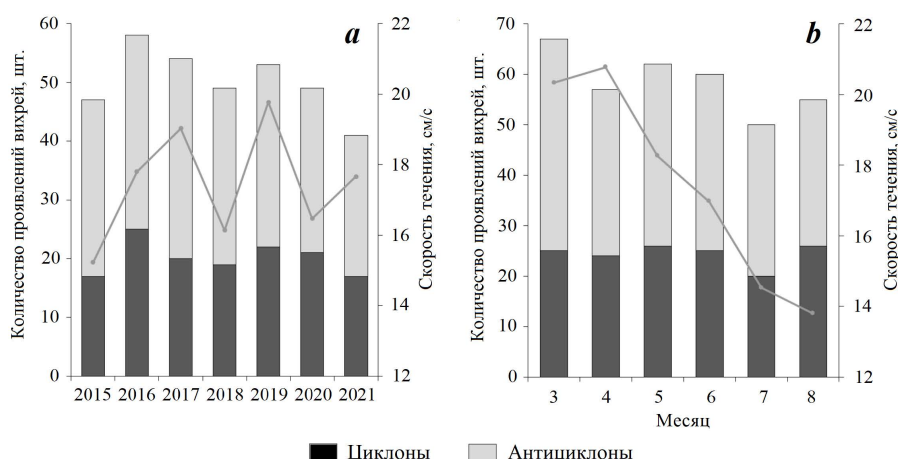 a
Количество проявлений вихрей, шт.
60
50
40
30
20
10
0
22
20
18
16
14
12
Скорость течения, см/с
2015 2016 2017 2018 2019 2020 2021
b
Количество проявлений вихрей, шт.
70
60
50
40
30
20
10
0
22
20
18
16
14
12
Скорость течения, см/с
3 4 5 6 7 8
Месяц
Циклоны Антициклоны